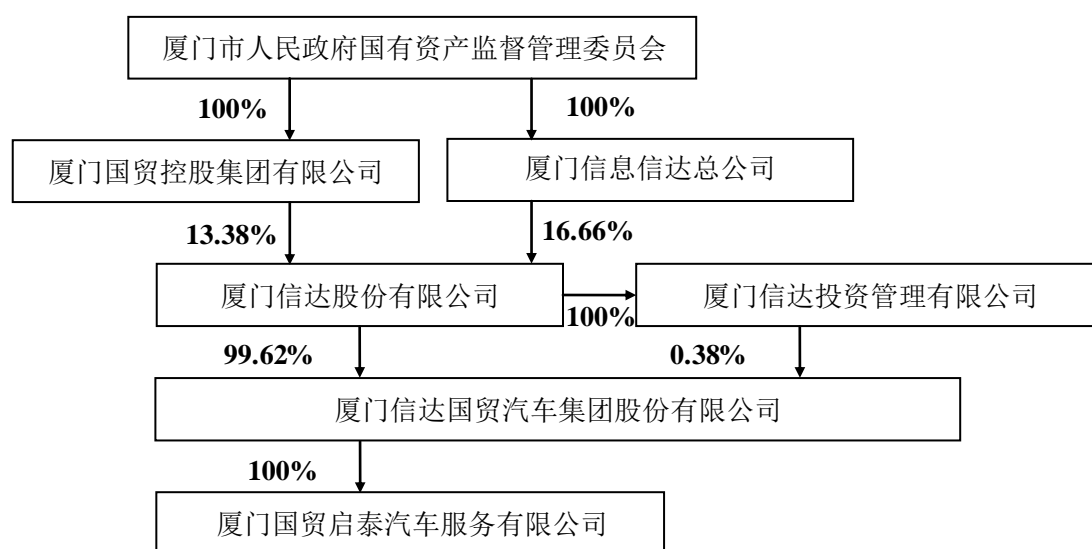 厦门市人民政府国有资产监督管理委员会
100%
100%
厦门国贸控股集团有限公司
厦门信息信达总公司
13.38%
16.66%
厦门信达股份有限公司
100%
厦门信达投资管理有限公司
99.62%
0.38%
厦门信达国贸汽车集团股份有限公司
100%
厦门国贸启泰汽车服务有限公司